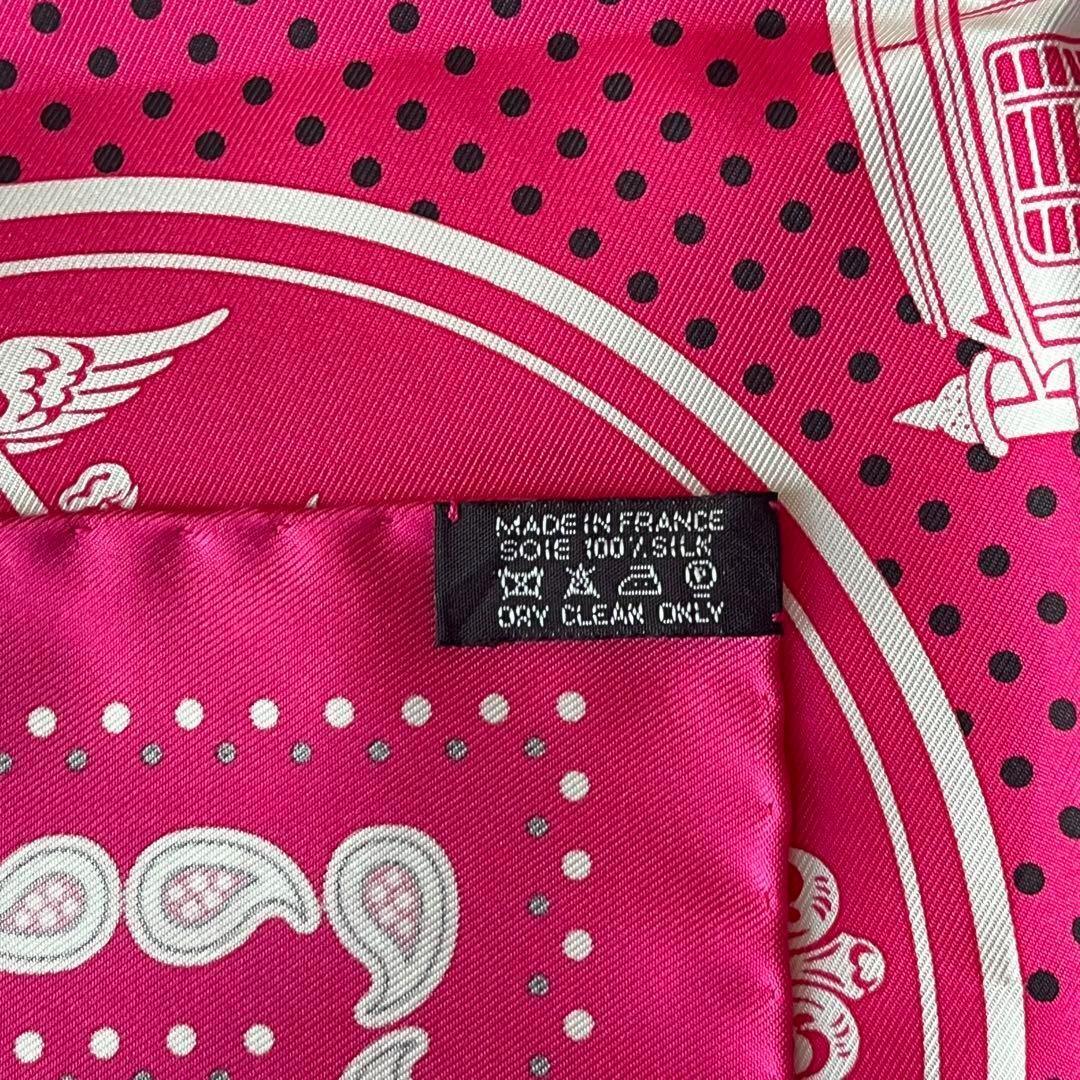 MADE IN FRANCE
SOIE 100% SILK
P
DRY CLEAN ONLY